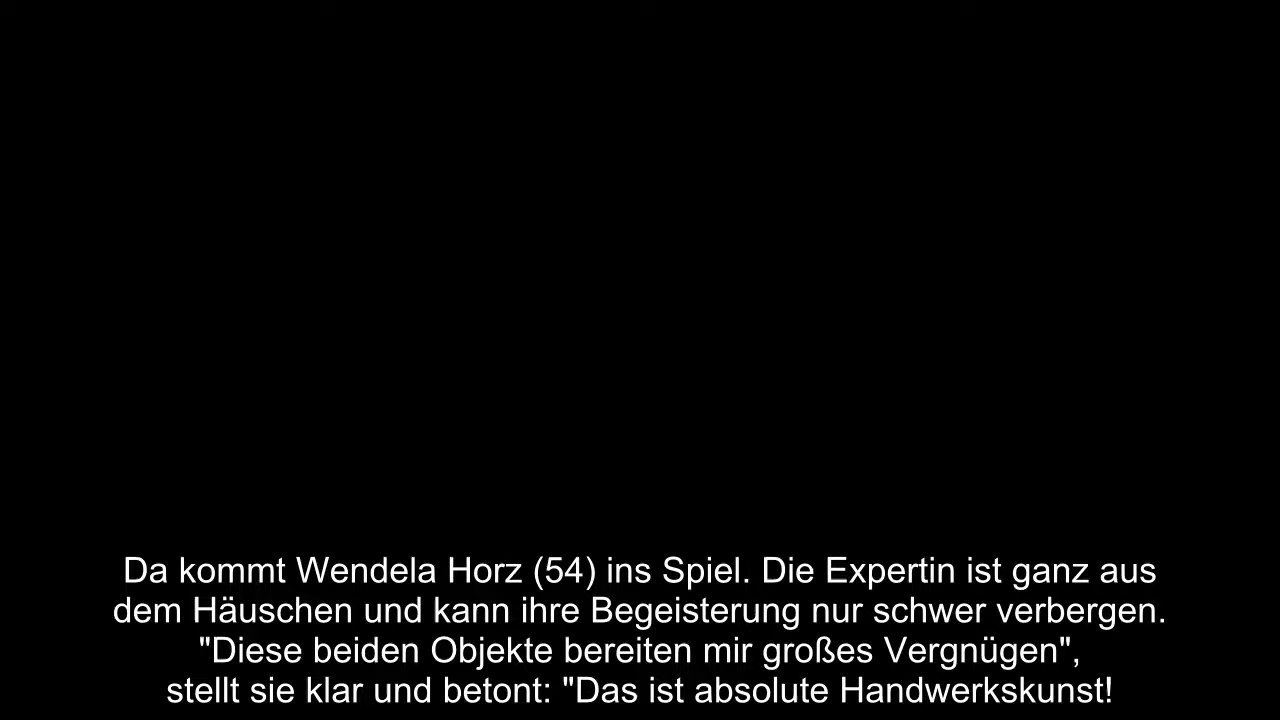 Da kommt Wendela Horz (54) ins Spiel. Die Expertin ist ganz aus
dem Häuschen und kann ihre Begeisterung nur schwer verbergen.
"Diese beiden Objekte bereiten mir großes Vergnügen",
stellt sie klar und betont: "Das ist absolute Handwerkskunst!